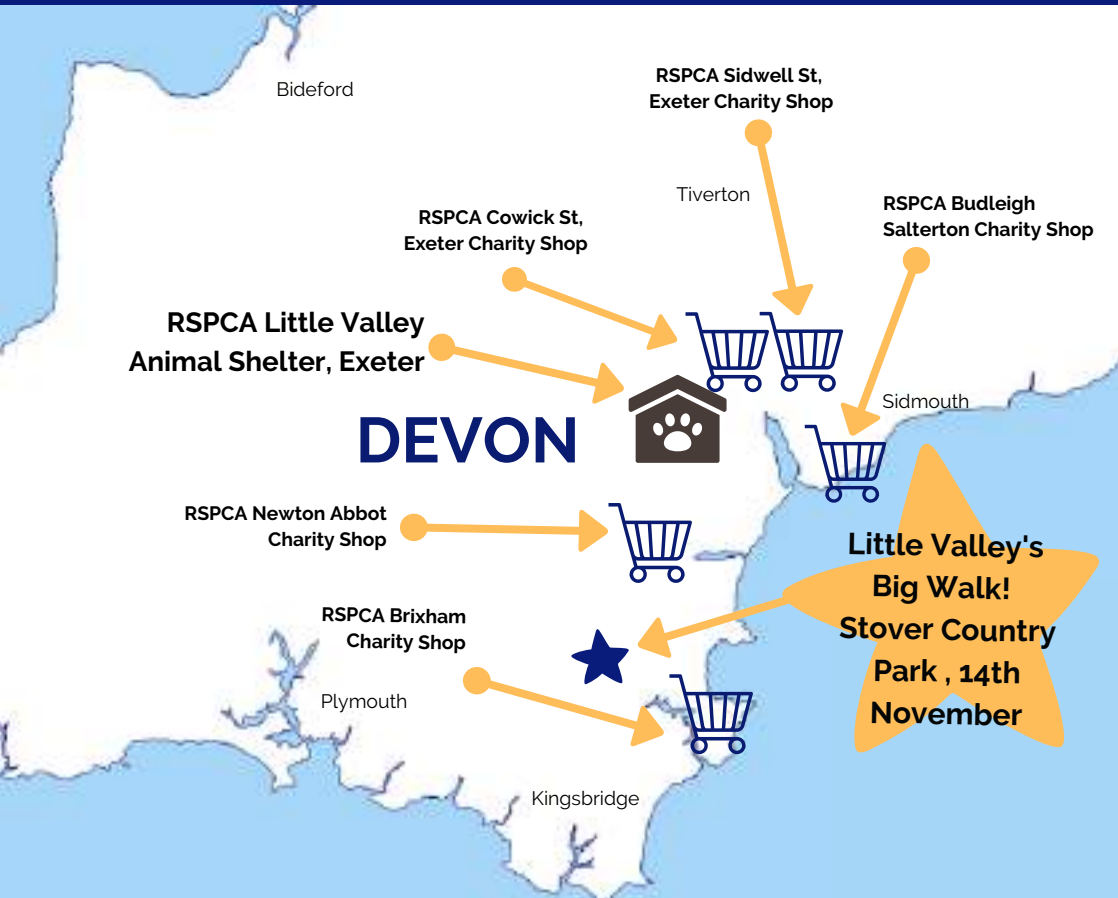 Bideford
RSPCA Sidwell St,
Exeter Charity Shop
Tiverton
RSPCA Cowick St,
Exeter Charity Shop
RSPCA Budleigh
Salterton Charity Shop
RSPCA Little Valley
Animal Shelter, Exeter
DEVON
Sidmouth
RSPCA Newton Abbot
Charity Shop
Little Valley's
Big Walk!
Stover Country
Park , 14th
November
RSPCA Brixham
Charity Shop
Plymouth
Kingsbridge